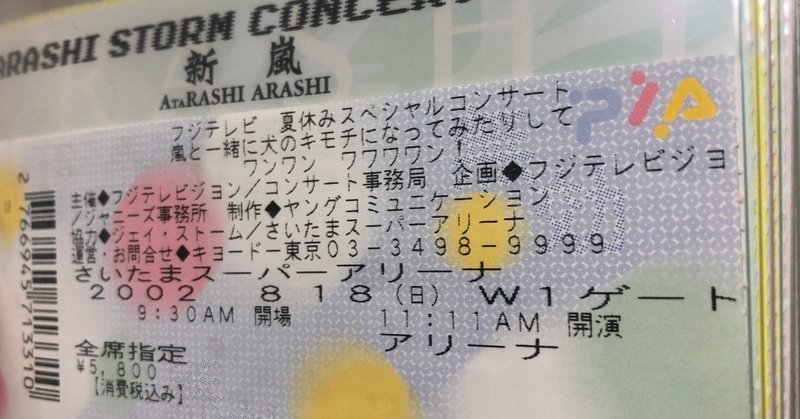 ARASHI STORM CONCER
新 嵐
ATARASHI ARASHI
PIA
フジテレビ 夏休みスペシャルコンサート
嵐と一緒に犬のキモチになってみたりして
ワンワン ワワワワン!
主催◆フジテレビジョン/コンサート事務局 企画◆フジテレビジョ
/ジャニーズ事務所 制作◆ヤングコミュニケーション
協力◆ジェイ・ストーム/さいたまスーパーアリーナ
運営・お問合せ◆キョードー東京03-3498-9999
さいたまスーパーアリーナ
2002 8 18(日) W1ゲート
9:30AM 開場 11:11AM 開演
全席指定 アリーナ
¥5,800
【消費税込み】
2766945713310